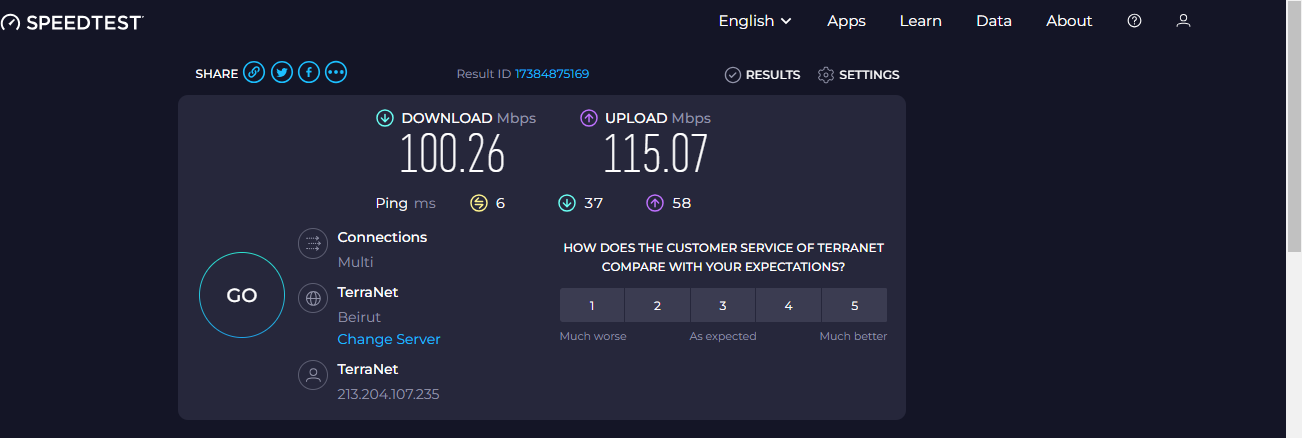 SPEEDTEST
English Apps Learn Data About
SHARE Result ID 17384875169 RESULTS SETTINGS
DOWNLOAD Mbps UPLOAD Mbps
100.26 115.07
Ping ms 6 37 58
Connections
Multi
TerraNet
Beirut
Change Server
TerraNet
213.204.107.235
GO
HOW DOES THE CUSTOMER SERVICE OF TERRANET
COMPARE WITH YOUR EXPECTATIONS?
1 2 3 4 5
Much worse As expected Much better